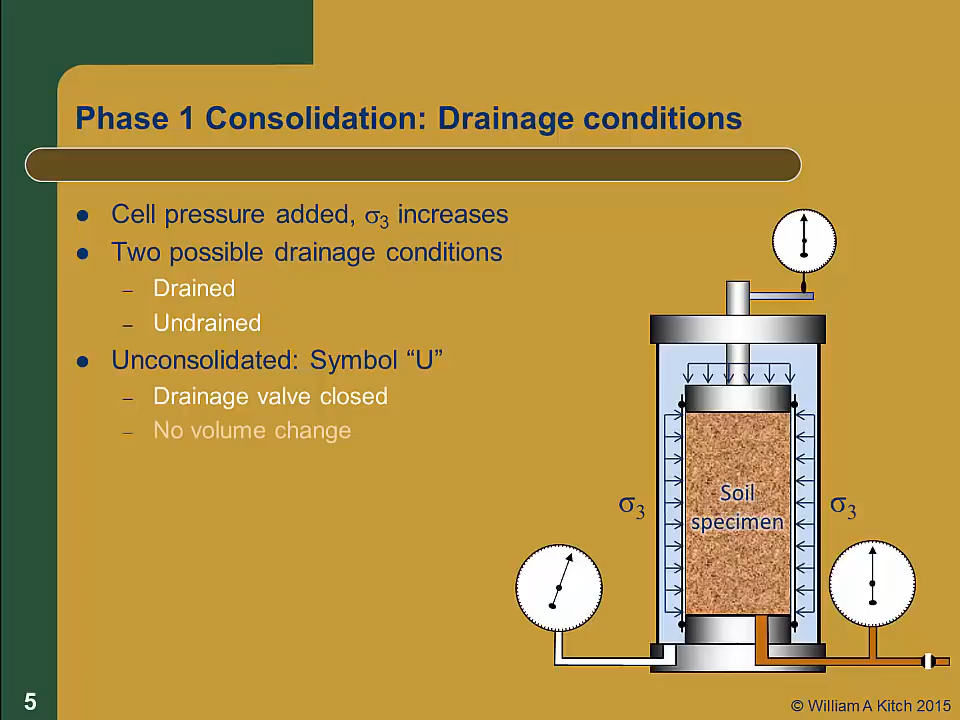 Phase 1 Consolidation: Drainage conditions
● Cell pressure added, σ3 increases
● Two possible drainage conditions
– Drained
– Undrained
● Unconsolidated: Symbol “U”
– Drainage valve closed
– No volume change
Soil
specimen
σ3
σ3
5
© William A Kitch 2015